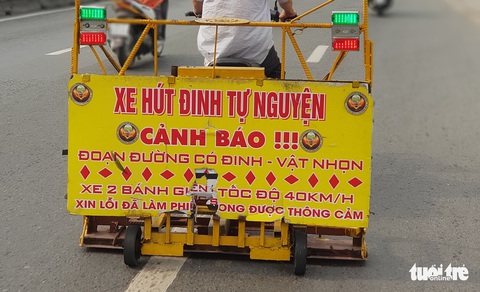 XE HÚT ĐINH TỰ NGUYỆN
CẢNH BÁO !!!
ĐOẠN ĐƯỜNG CÓ ĐINH - VẬT NHỌN
XE 2 BÁNH TỐC ĐỘ 40KM/H
XIN LỖI ĐÃ LÀM ĐƯỢC THÔNG CẢM
tuổi trẻ
online